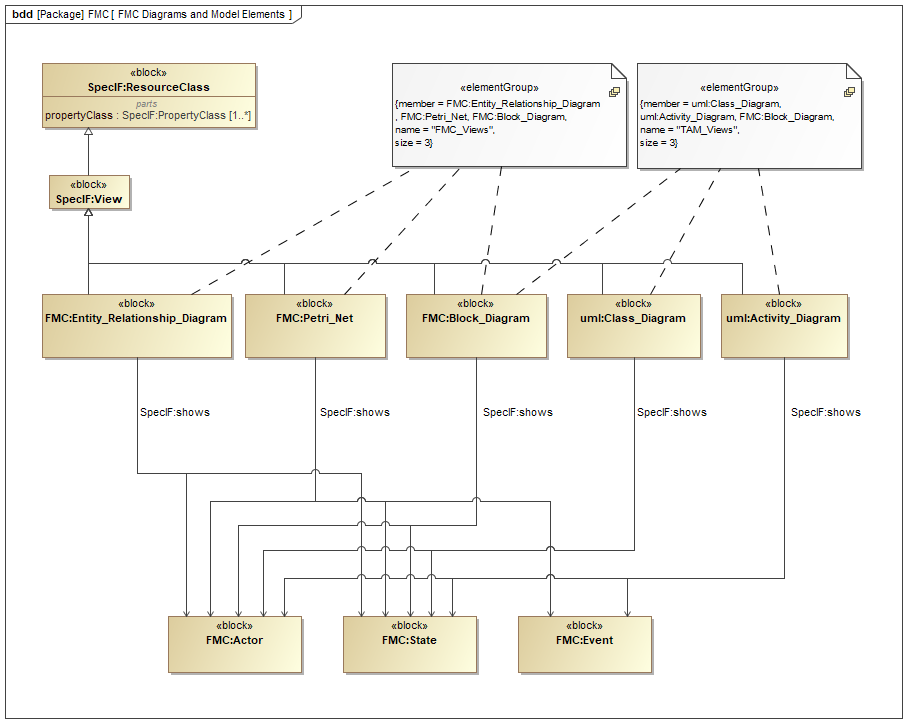 bdd [Package] FMC [ FMC Diagrams and Model Elements ]
«block»
SpecIF:ResourceClass
parts
propertyClass : SpecIF:PropertyClass [1..*]
«elementGroup»
{member = FMC:Entity_Relationship_Diagram
, FMC:Petri_Net, FMC:Block_Diagram,
name = "FMC_Views",
size = 3}
«elementGroup»
{member = uml:Class_Diagram,
uml:Activity_Diagram, FMC:Block_Diagram,
name = "TAM_Views",
size = 3}
«block»
SpecIF:View
«block»
FMC:Entity_Relationship_Diagram
«block»
FMC:Petri_Net
«block»
FMC:Block_Diagram
«block»
uml:Class_Diagram
«block»
uml:Activity_Diagram
SpecIF:shows
SpecIF:shows
SpecIF:shows
SpecIF:shows
SpecIF:shows
«block»
FMC:Actor
«block»
FMC:State
«block»
FMC:Event